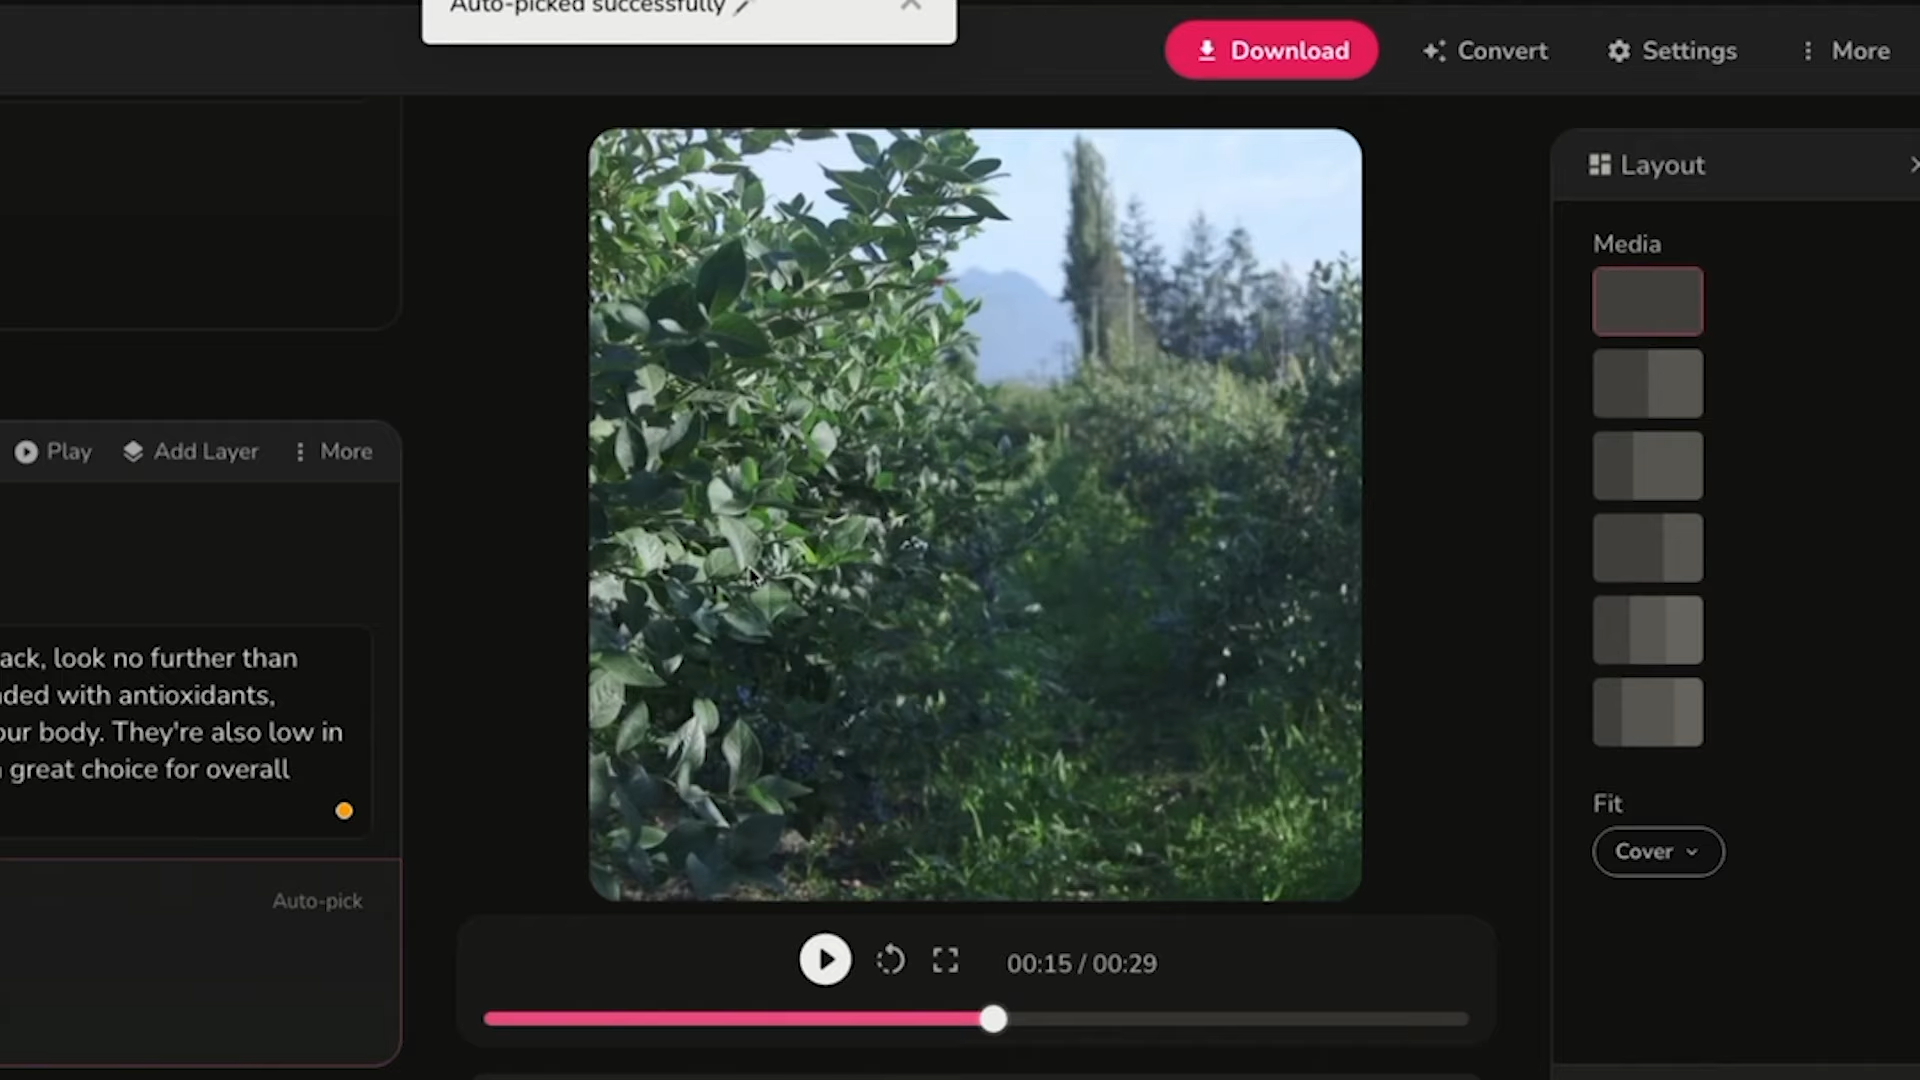 Auto-picked successfully
Download
Convert
Settings
More
Layout
Media
Play
Add Layer
More
ack, look no further than
ded with antioxidants,
our body. They're also low in
great choice for overall
Fit
Cover
Auto-pick
00:15 / 00:29